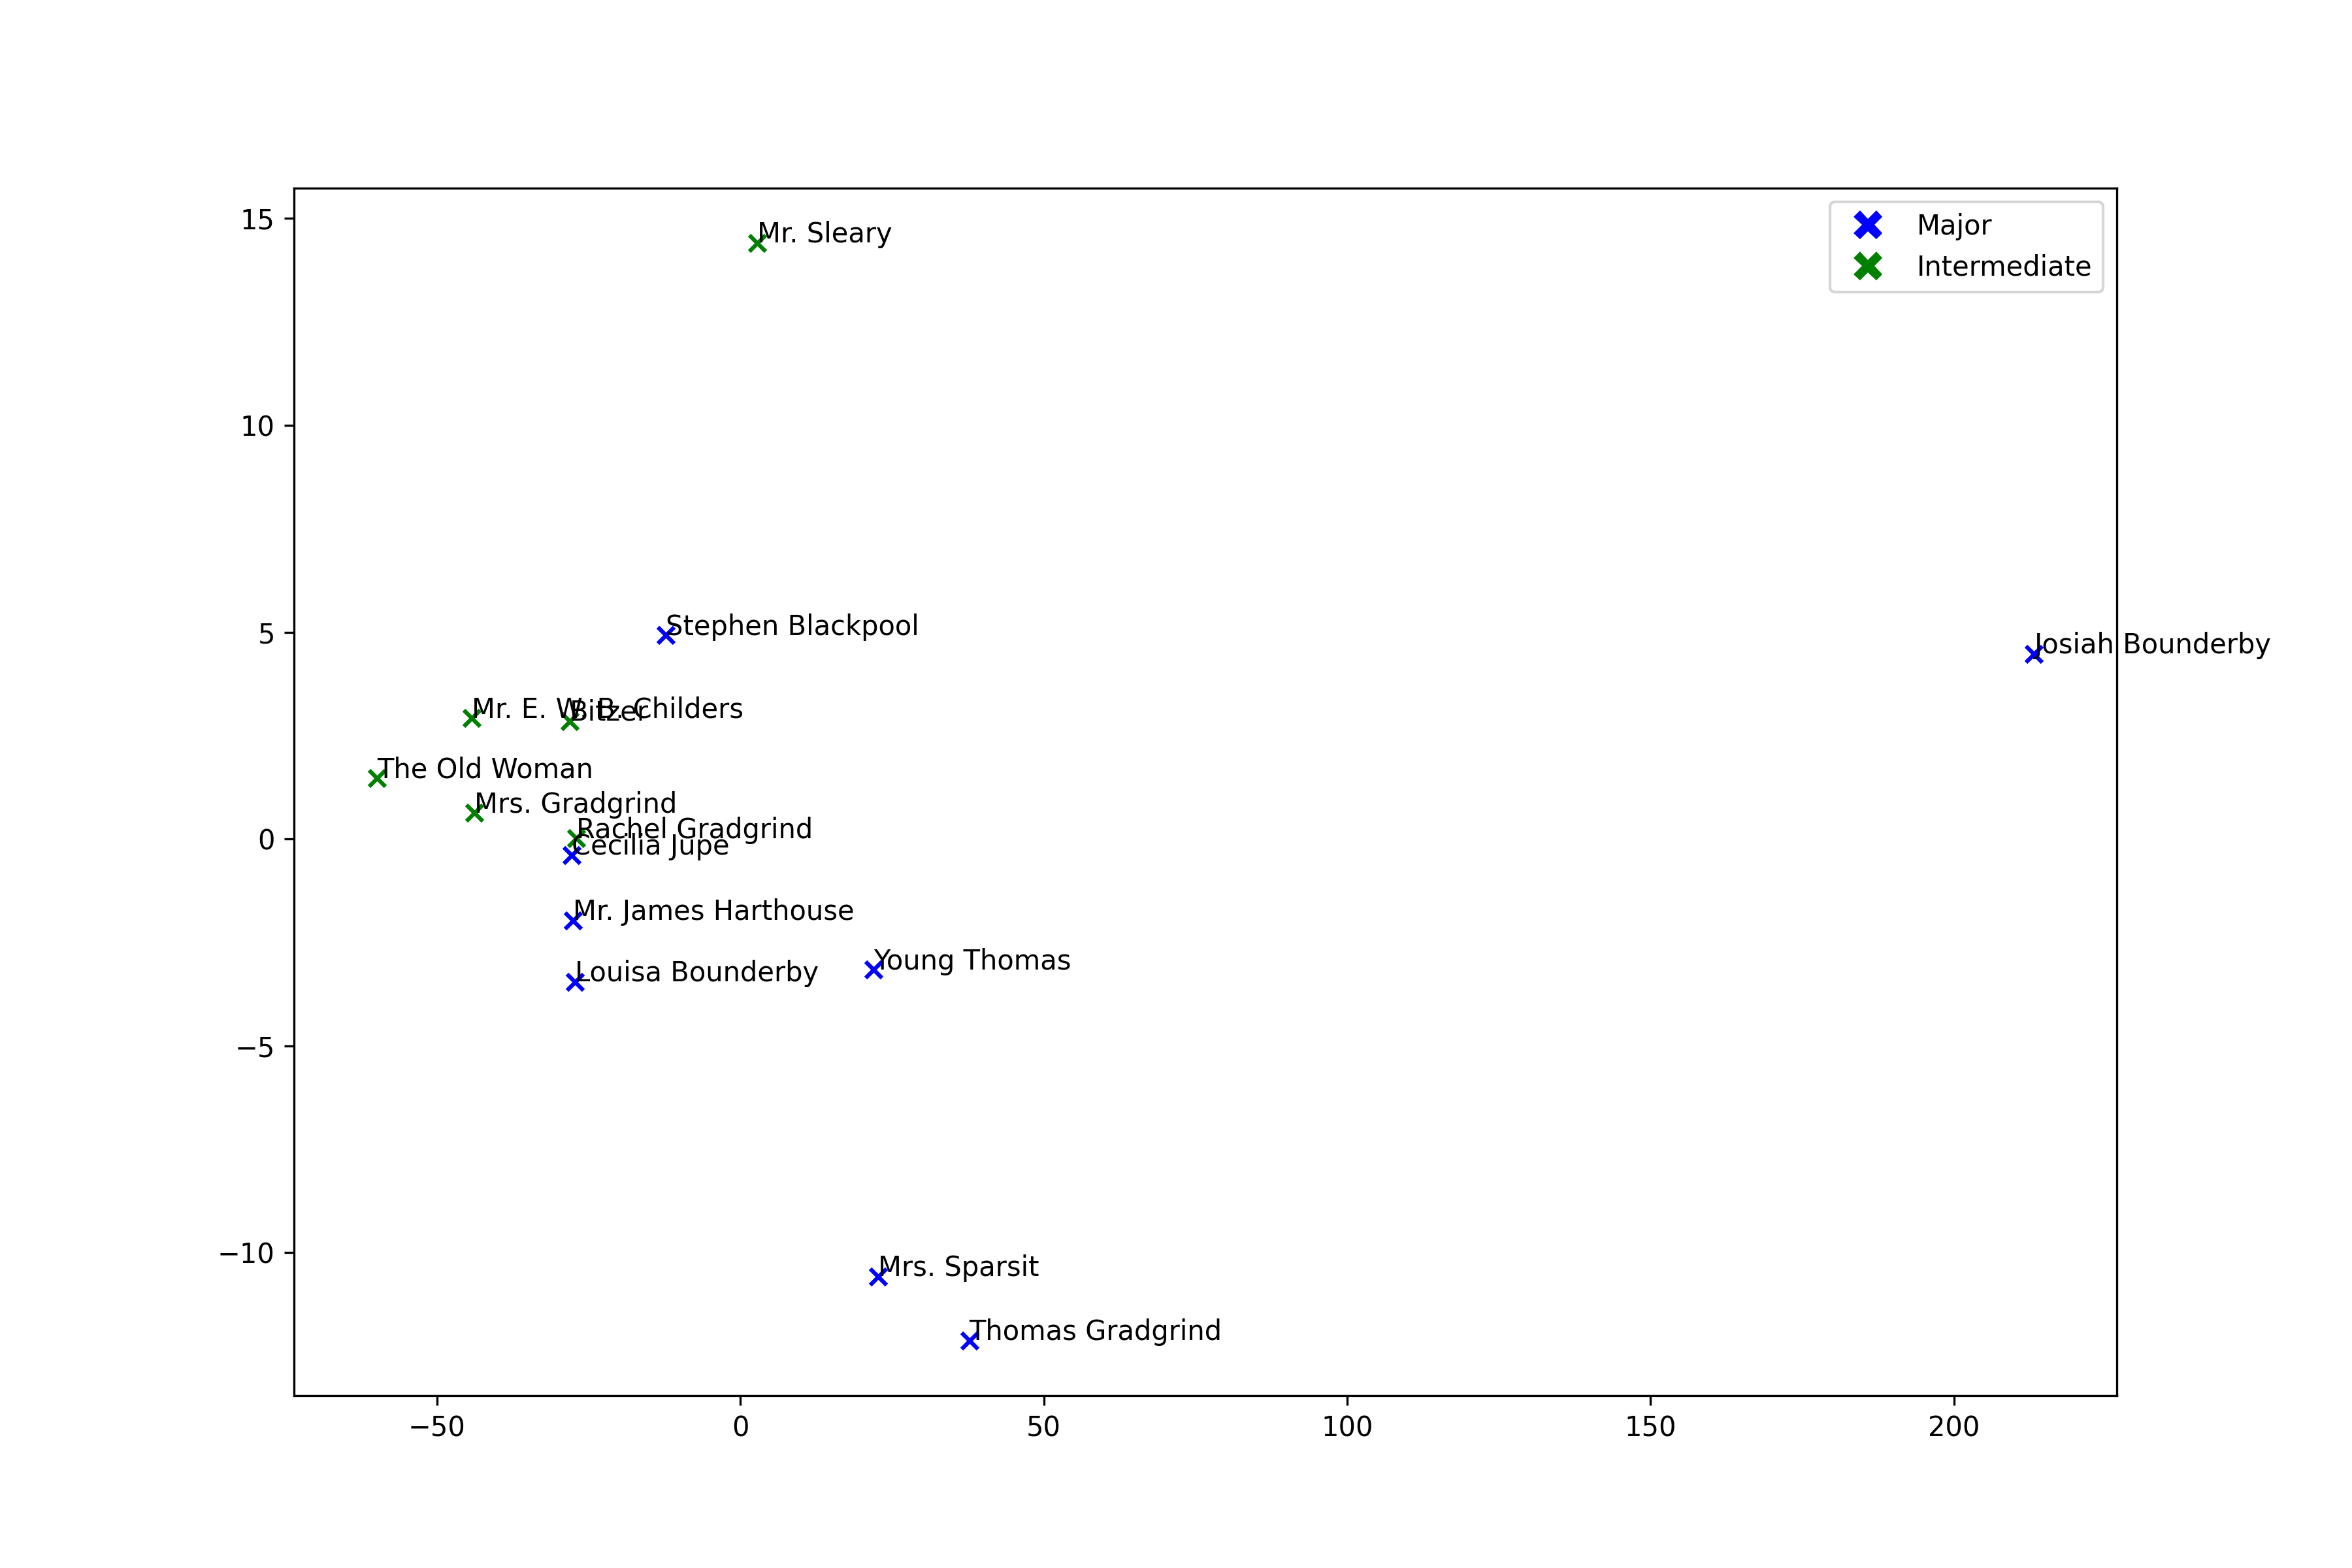 15
Mr. Sleary
Major
Intermediate
10
5
Stephen Blackpool
Josiah Bounderby
Mr. E. W. B. Childers
Bitzer
The Old Woman
Mrs. Gradgrind
0
Rachel Gradgrind
Cecilia Jupe
Mr. James Harthouse
Young Thomas
Louisa Bounderby
−5
−10
Mrs. Sparsit
Thomas Gradgrind
−50
0
50
100
150
200